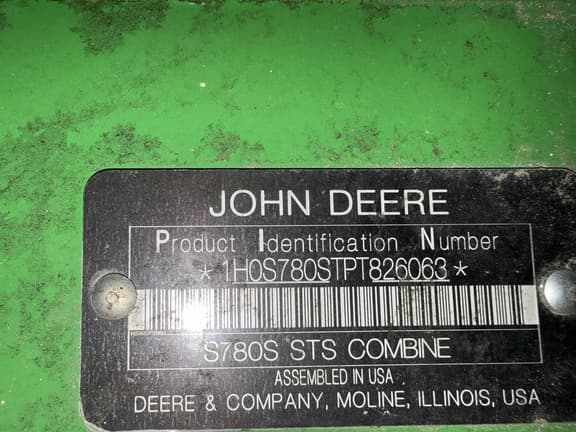 JOHN DEERE
Product Identification Number
*1H0S780STPT826063*
S780S STS COMBINE
ASSEMBLED IN USA
DEERE & COMPANY, MOLINE, ILLINOIS, USA